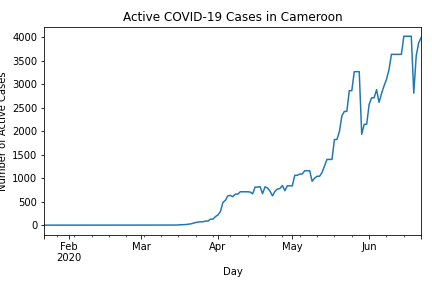 Active COVID-19 Cases in Cameroon
Number of Active Cases
4000
3500
3000
2500
2000
1500
1000
500
0
Feb
2020
Mar
Apr
May
Jun
Day